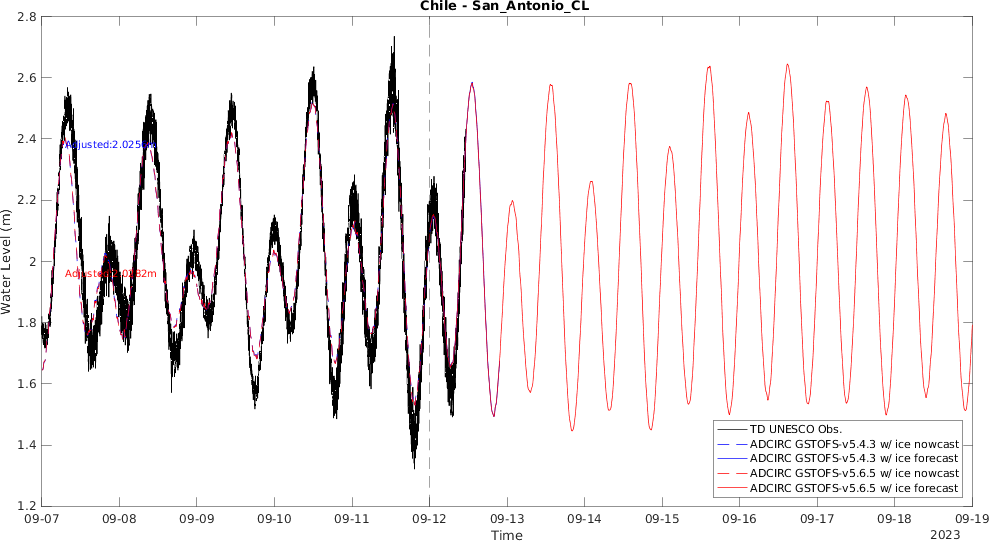 Chile - San_Antonio_CL
Water Level (m)
2.8
2.6
2.4
2.2
2
1.8
1.6
1.4
1.2
TD UNESCO Obs.
ADCIRC GSTOFS-v5.4.3 w/ ice nowcast
ADCIRC GSTOFS-v5.4.3 w/ ice forecast
ADCIRC GSTOFS-v5.6.5 w/ ice nowcast
ADCIRC GSTOFS-v5.6.5 w/ ice forecast
09-07 09-08 09-09 09-10 09-11 09-12 09-13 09-14 09-15 09-16 09-17 09-18 09-19
Time
2023